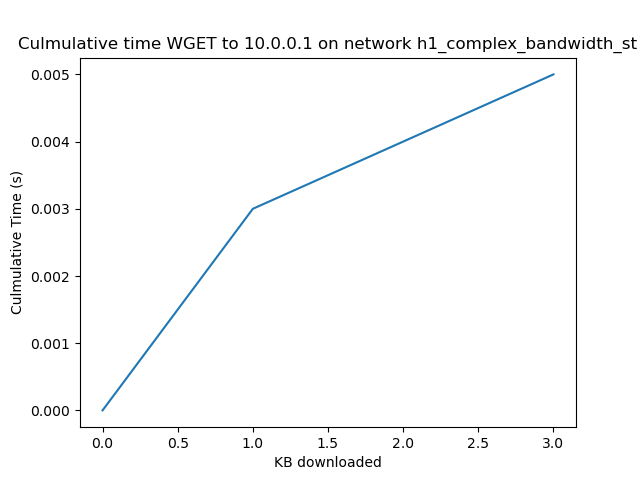 Culmulative time WGET to 10.0.0.1 on network h1_complex_bandwidth_st
0.005
0.004
0.003
0.002
0.001
0.000
Culmulative Time (s)
0.0 0.5 1.0 1.5 2.0 2.5 3.0
KB downloaded